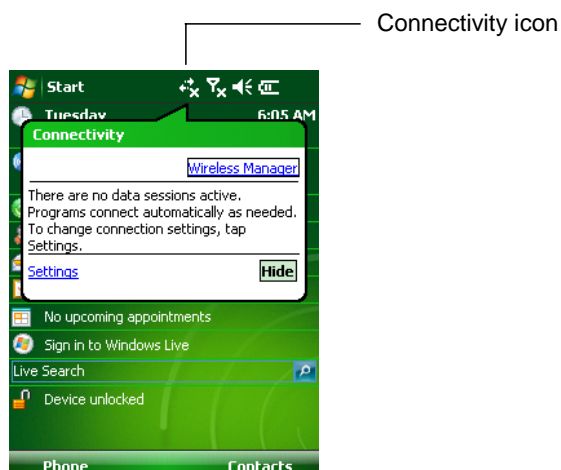 Connectivity icon
Start
Tuesday 6:05 AM
Connectivity
Wireless Manager
There are no data sessions active.
Programs connect automatically as needed.
To change connection settings, tap
Settings.
Settings Hide
No upcoming appointments
Sign in to Windows Live
Live Search
Device unlocked
Phone Contacts